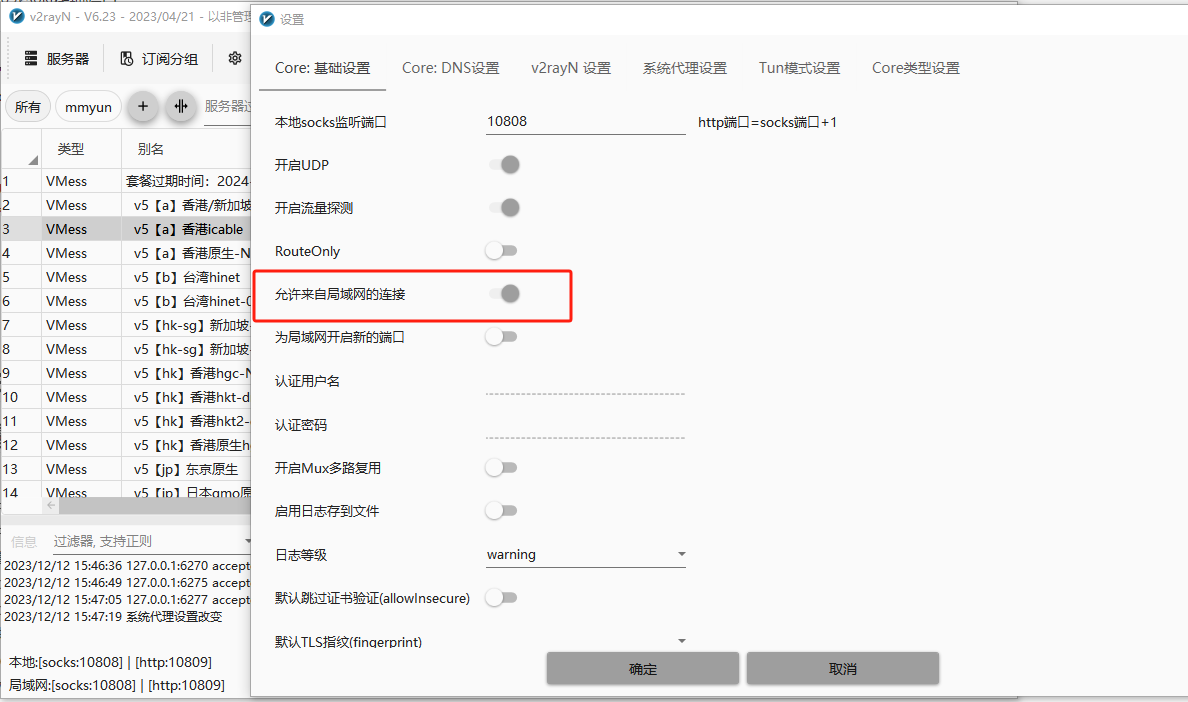 v2rayN - V6.23 - 2023/04/21 - 以非管理
服务器
订阅分组
所有
mmyun
服务器过
类型
别名
1 VMess 套餐过期时间：2024-
2 VMess v5【a】香港/新加坡
3 VMess v5【a】香港icable
4 VMess v5【a】香港原生-N
5 VMess v5【b】台湾hinet
6 VMess v5【b】台湾hinet-0
7 VMess v5【hk-sg】新加坡
8 VMess v5【hk-sg】新加坡
9 VMess v5【hk】香港hgc-N
10 VMess v5【hk】香港hkt-d
11 VMess v5【hk】香港hkt2-
12 VMess v5【hk】香港原生h
13 VMess v5【jp】东京原生
14 VMess v5【jp】日本gmo原
信息
过滤器, 支持正则
2023/12/12 15:46:36 127.0.0.1:6270 accept
2023/12/12 15:46:49 127.0.0.1:6275 accept
2023/12/12 15:47:05 127.0.0.1:6277 accept
2023/12/12 15:47:19 系统代理设置改变
本地:[socks:10808] | [http:10809]
局域网:[socks:10808] | [http:10809]
设置
Core: 基础设置
Core: DNS设置
v2rayN 设置
系统代理设置
Tun模式设置
Core类型设置
本地socks监听端口 10808 http端口=socks端口+1
开启UDP
开启流量探测
RouteOnly
允许来自局域网的连接
为局域网开启新的端口
认证用户名
认证密码
开启Mux多路复用
启用日志存到文件
日志等级 warning
默认跳过证书验证(allowInsecure)
默认TLS指纹(fingerprint)
确定
取消